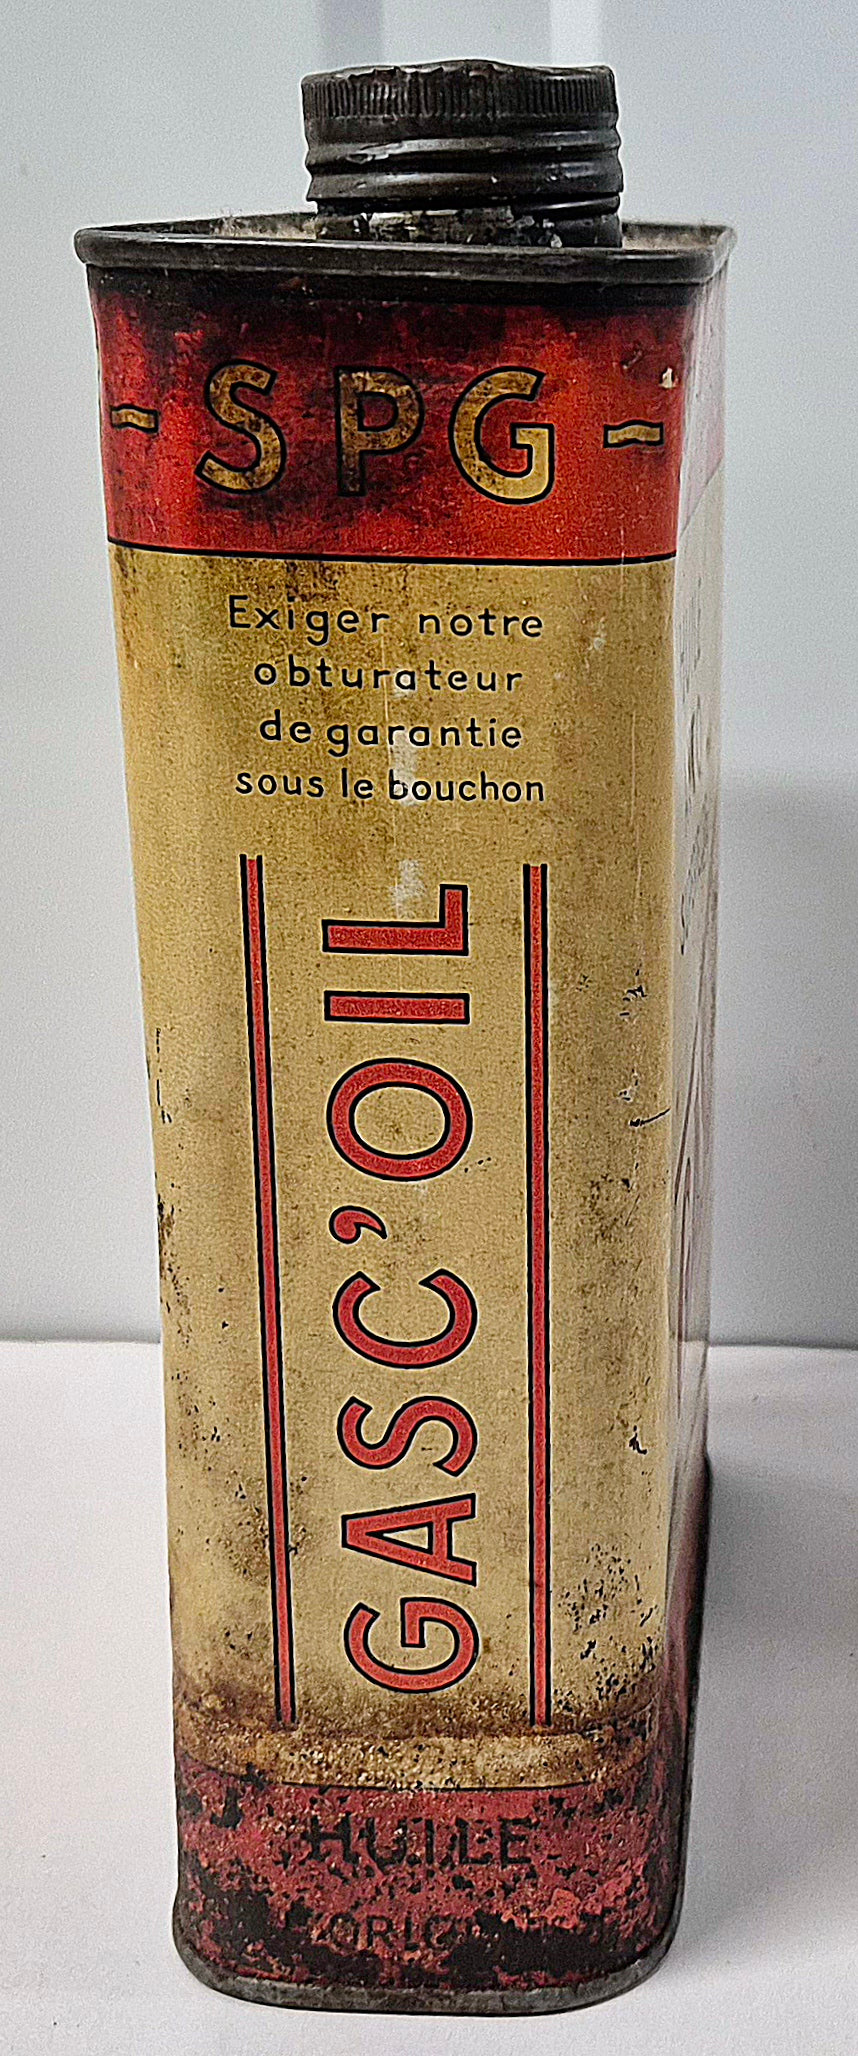 ~ SPG ~
Exiger notre
obturateur
de garantie
sous le bouchon
GASC'OIL
HUILE